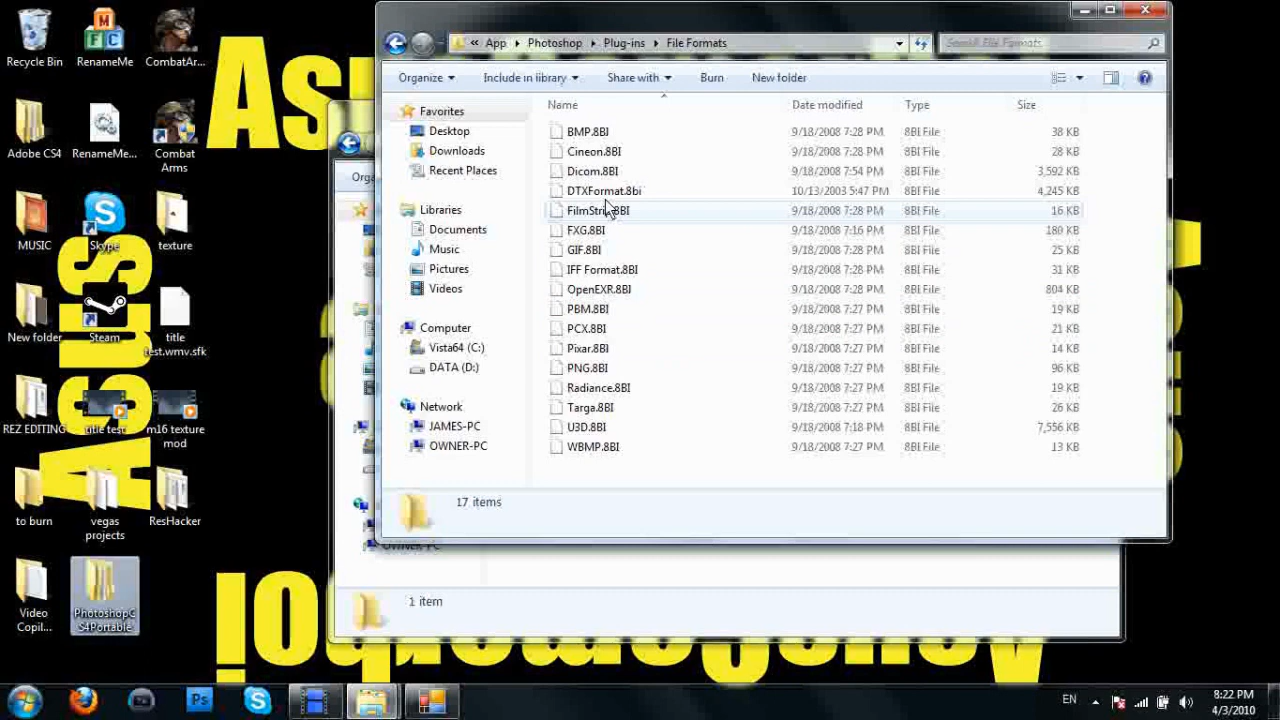 Recycle Bin
RenameMe
CombatAr...
Adobe CS4
RenameMe...
Combat
Arms
MUSIC
Skype
texture
New folder
Steam
title
test.wmv.sfk
REZ EDITING
title test
m16 texture
mod
to burn
vegas
projects
ResHacker
Video
Copil...
PhotoshopC
S4Portable
Asus
« App Photoshop Plug-ins File Formats
Search File Formats
Organize Include in library Share with Burn New folder
Name Date modified Type Size
Favorites
Desktop
Downloads
Recent Places
Libraries
Documents
Music
Pictures
Videos
Computer
Vista64 (C:)
DATA (D:)
Network
JAMES-PC
OWNER-PC
BMP.8BI 9/18/2008 7:28 PM 8BI File 38 KB
Cineon.8BI 9/18/2008 7:28 PM 8BI File 28 KB
Dicom.8BI 9/18/2008 7:54 PM 8BI File 3,592 KB
DTXFormat.8bi 10/13/2003 5:47 PM 8BI File 4,245 KB
FilmStrip.8BI 9/18/2008 7:28 PM 8BI File 16 KB
FXG.8BI 9/18/2008 7:16 PM 8BI File 180 KB
GIF.8BI 9/18/2008 7:28 PM 8BI File 25 KB
IFF Format.8BI 9/18/2008 7:28 PM 8BI File 31 KB
OpenEXR.8BI 9/18/2008 7:28 PM 8BI File 804 KB
PBM.8BI 9/18/2008 7:27 PM 8BI File 19 KB
PCX.8BI 9/18/2008 7:27 PM 8BI File 21 KB
Pixar.8BI 9/18/2008 7:27 PM 8BI File 14 KB
PNG.8BI 9/18/2008 7:27 PM 8BI File 96 KB
Radiance.8BI 9/18/2008 7:27 PM 8BI File 19 KB
Targa.8BI 9/18/2008 7:27 PM 8BI File 26 KB
U3D.8BI 9/18/2008 7:18 PM 8BI File 7,556 KB
WBMP.8BI 9/18/2008 7:27 PM 8BI File 13 KB
17 items
Orga
OWNER-PC
1 item
Ps
EN
8:22 PM
4/3/2010